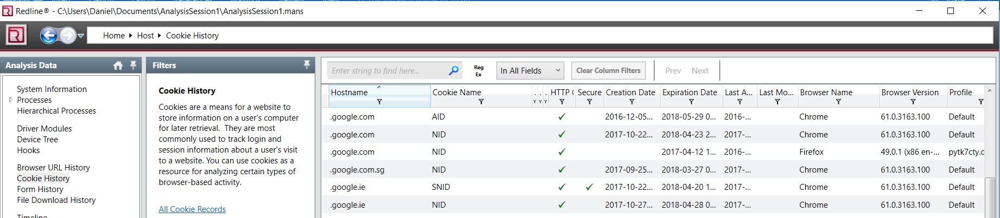 Redline® - C:\Users\Daniel\Documents\AnalysisSession1\AnalysisSession1.mans
Home Host Cookie History
Analysis Data
System Information
Processes
Hierarchical Processes
Driver Modules
Device Tree
Hooks
Browser URL History
Cookie History
Form History
File Download History
Timeline
Filters
Cookie History
Cookies are a means for a website to
store information on a user's computer
for later retrieval. They are most
commonly used to track login and
session information about a user's visit
to a website. You can use cookies as a
resource for analyzing certain types of
browser-based activity.
All Cookie Records
Enter string to find here...
Reg
Ex
In All Fields
Clear Column Filters
Prev Next
Hostname Cookie Name . . . HTTP ( Secure Creation Date Expiration Date Last A... Last Mo... Browser Name Browser Version Profile
.google.com AID 2016-12-05... 2018-05-29 0... 2016-... Chrome 61.0.3163.100 Default
.google.com NID 2017-10-22... 2018-04-23 2... 2017-... Chrome 61.0.3163.100 Default
.google.com NID 2017-04-12 1... 2016-... Firefox 49.0.1 (x86 en-... pytk7cty.d
.google.com.sg NID 2017-09-25... 2018-03-27 0... 2017-... Chrome 61.0.3163.100 Default
.google.ie SNID 2017-10-22... 2018-04-20 1... 2017-... Chrome 61.0.3163.100 Default
.google.ie NID 2017-10-27... 2018-04-28 0... 2017-... Chrome 61.0.3163.100 Default